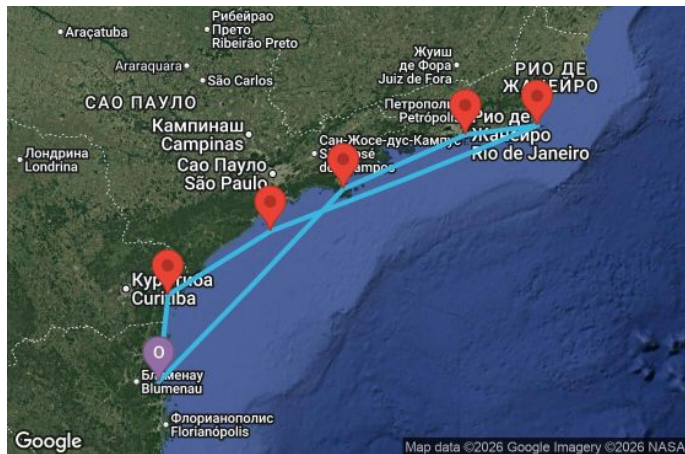 Рибейрао
Прето
Ribeirão Preto
Araçatuba
Araraquara
São Carlos
Жуиш
де Фора
Juiz de Fora
РИО ДЕ
ЖАНЕЙРО
САО ПАУЛО
Петрополи
Petrópolis
Кампинаш
Campinas
Рио де
Жанейро
Rio de Janeiro
Лондрина
Londrina
Сан-Жосе-дус-Кампус
São José
dos Campos
Сао Пауло
São Paulo
Куритиба
Curitiba
O
Блуменау
Blumenau
Флорианополис
Florianópolis
Google
Map data ©2026 Google Imagery ©2026 NASA